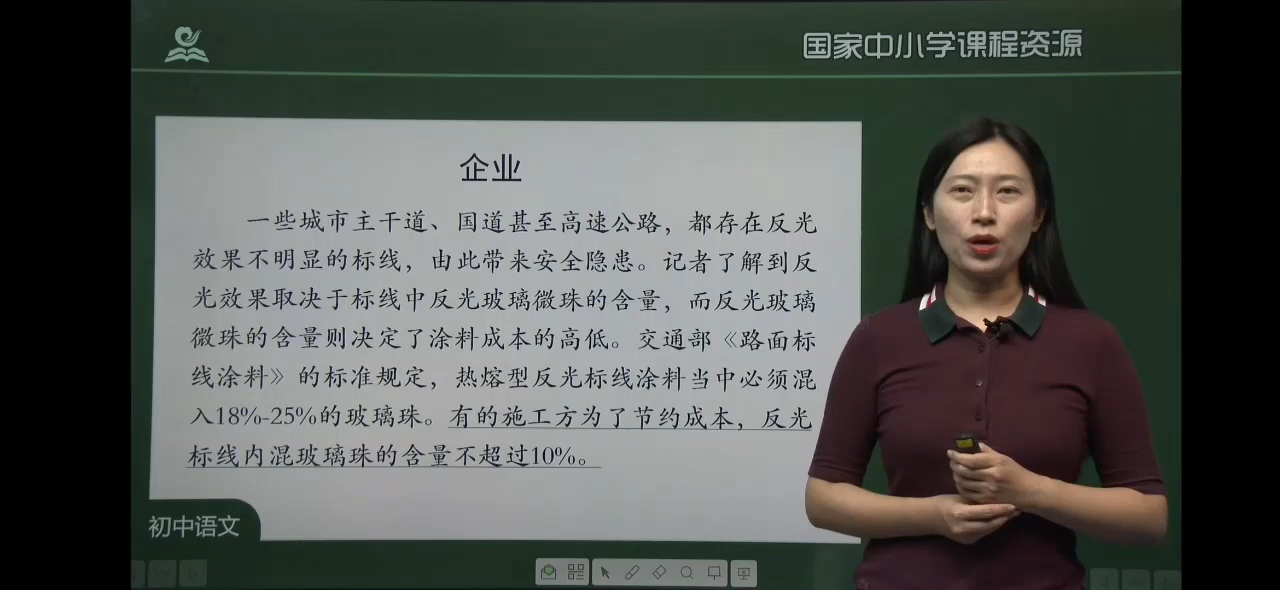 国家中小学课程资源
企业
一些城市主干道、国道甚至高速公路，都存在反光
效果不明显的标线，由此带来安全隐患。记者了解到反
光效果取决于标线中反光玻璃微珠的含量，而反光玻璃
微珠的含量则决定了涂料成本的高低。交通部《路面标
线涂料》的标准规定，热熔型反光标线涂料当中必须混
入18%-25%的玻璃珠。有的施工方为了节约成本，反光
标线内混玻璃珠的含量不超过10%。
初中语文